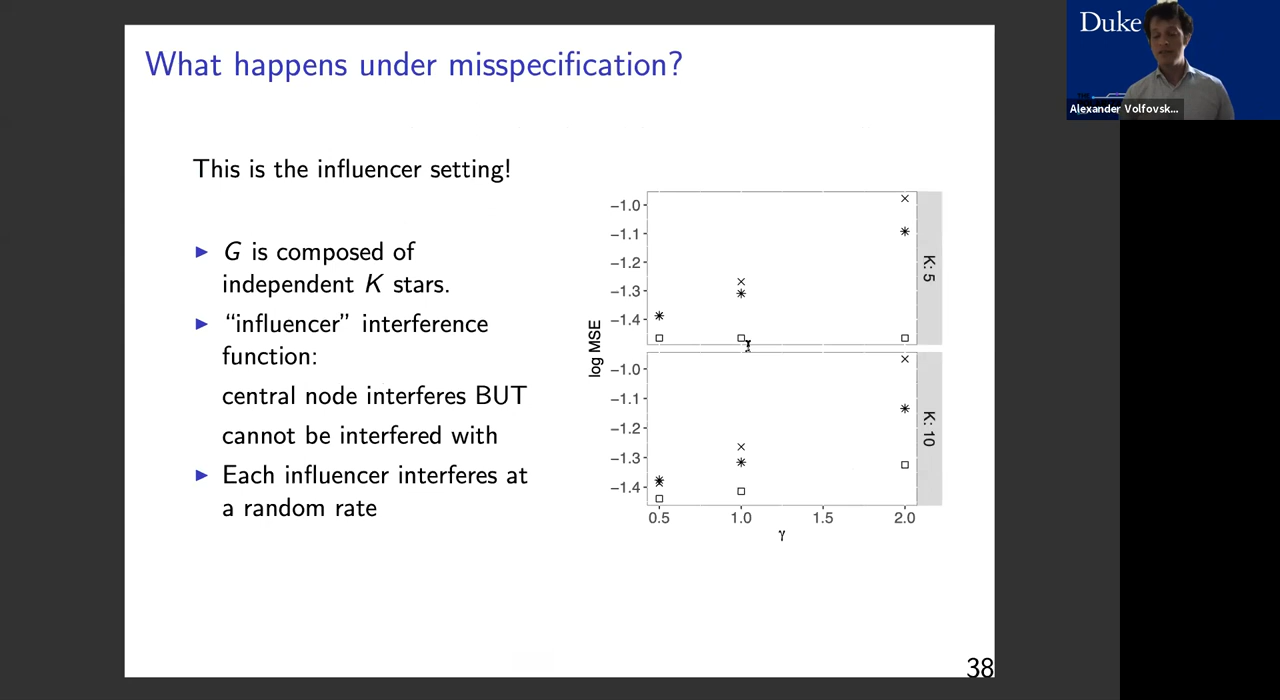 What happens under misspecification?
Duke
Alexander Volfovsk...
This is the influencer setting!
▶ G is composed of
independent K stars.
▶ “influencer” interference
function:
central node interferes BUT
cannot be interfered with
▶ Each influencer interferes at
a random rate
log MSE
−1.0
−1.1
−1.2
−1.3
−1.4
K: 5
−1.0
−1.1
−1.2
−1.3
−1.4
K: 10
0.5 1.0 1.5 2.0
γ
38